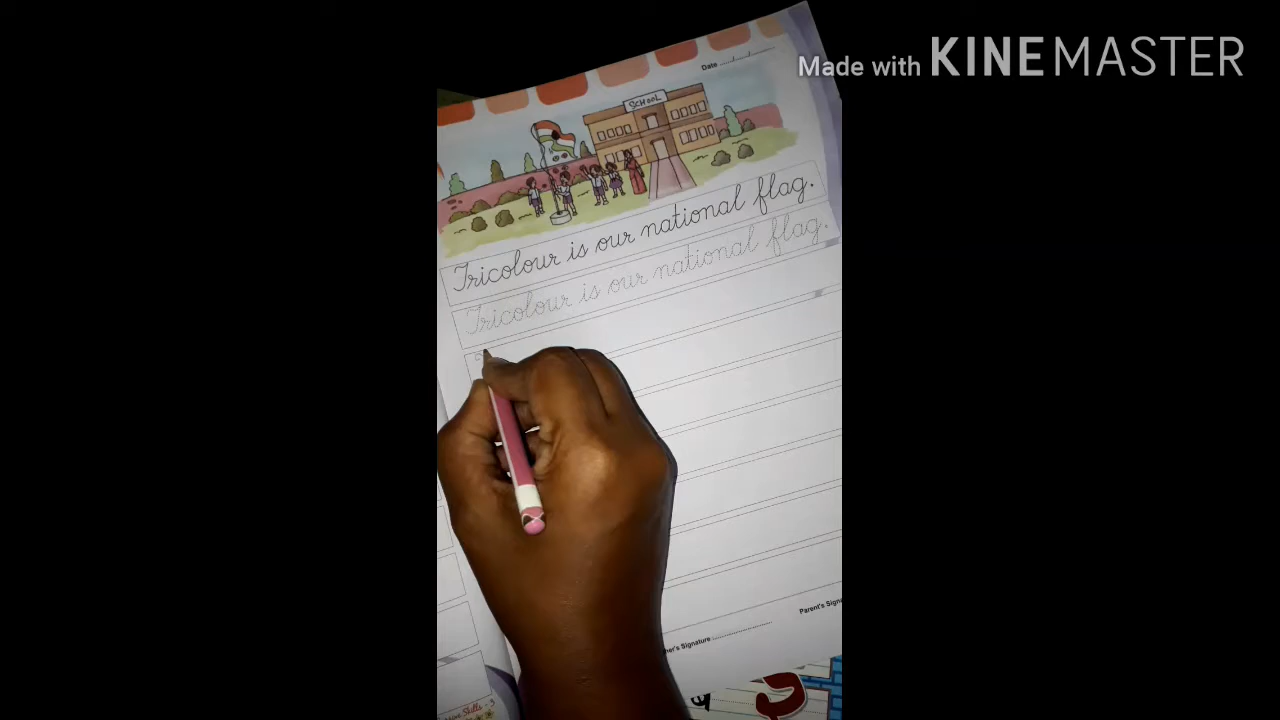 Made with KINEMASTER
Date
SCHOOL
Tricolour is our national flag.
Tricolour is our national flag.
Parent's
Signature